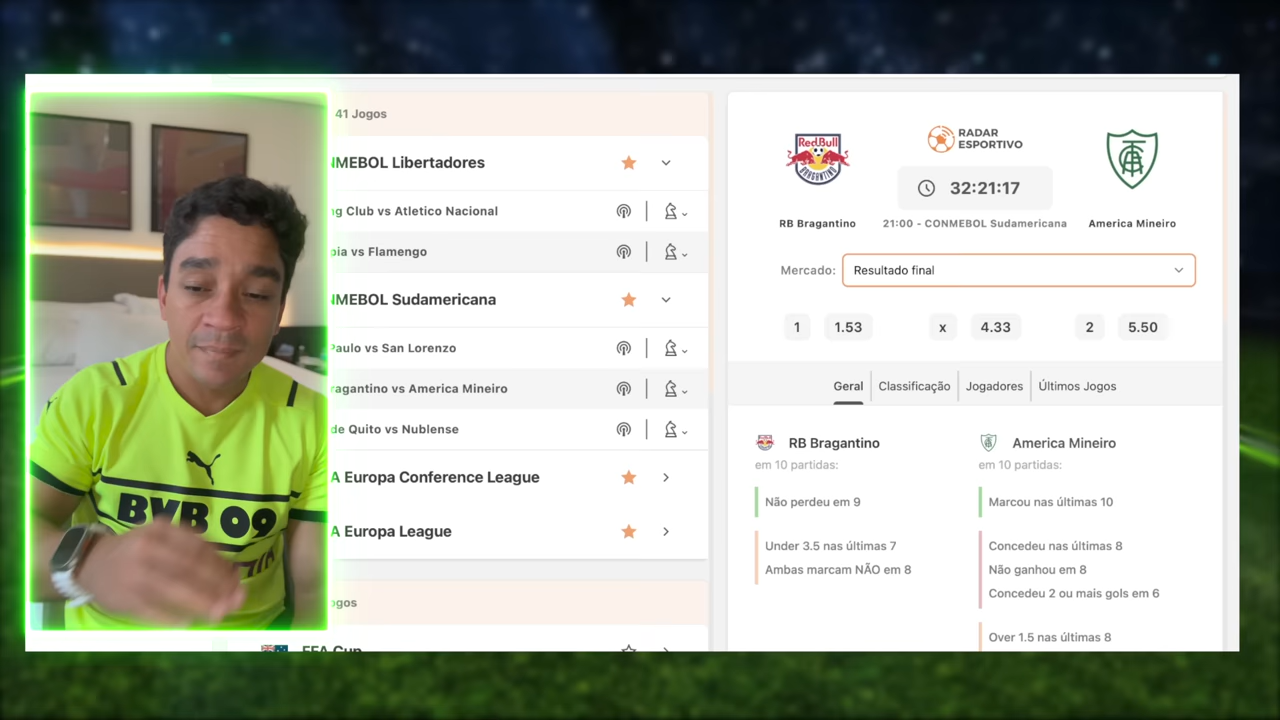 41 Jogos
NMEBOL Libertadores
ng Club vs Atletico Nacional
pia vs Flamengo
NMEBOL Sudamericana
Paulo vs San Lorenzo
ragantino vs America Mineiro
de Quito vs Nublense
A Europa Conference League
A Europa League
ogos
FFA Cup
BVB 09
RedBull
BRAGANTINO
RADAR
ESPORTIVO
32:21:17
RB Bragantino
21:00 - CONMEBOL Sudamericana
America Mineiro
Mercado:
Resultado final
1 1.53 x 4.33 2 5.50
Geral Classificação Jogadores Últimos Jogos
RB Bragantino
em 10 partidas:
Não perdeu em 9
Under 3.5 nas últimas 7
Ambas marcam NÃO em 8
America Mineiro
em 10 partidas:
Marcou nas últimas 10
Concedeu nas últimas 8
Não ganhou em 8
Concedeu 2 ou mais gols em 6
Over 1.5 nas últimas 8